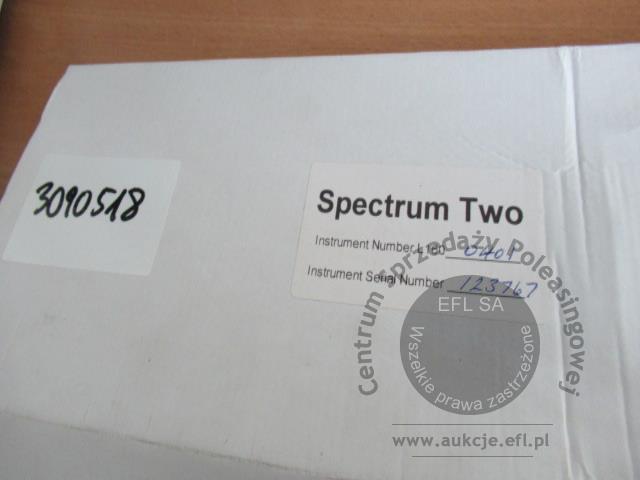 3090518
Spectrum Two
Instrument Number L160 0401
Instrument Serial Number 123767
Centrum Sprzedaży Poleasingowej
EFL SA
Wszelkie prawa zastrzeżone
www.aukcje.efl.pl